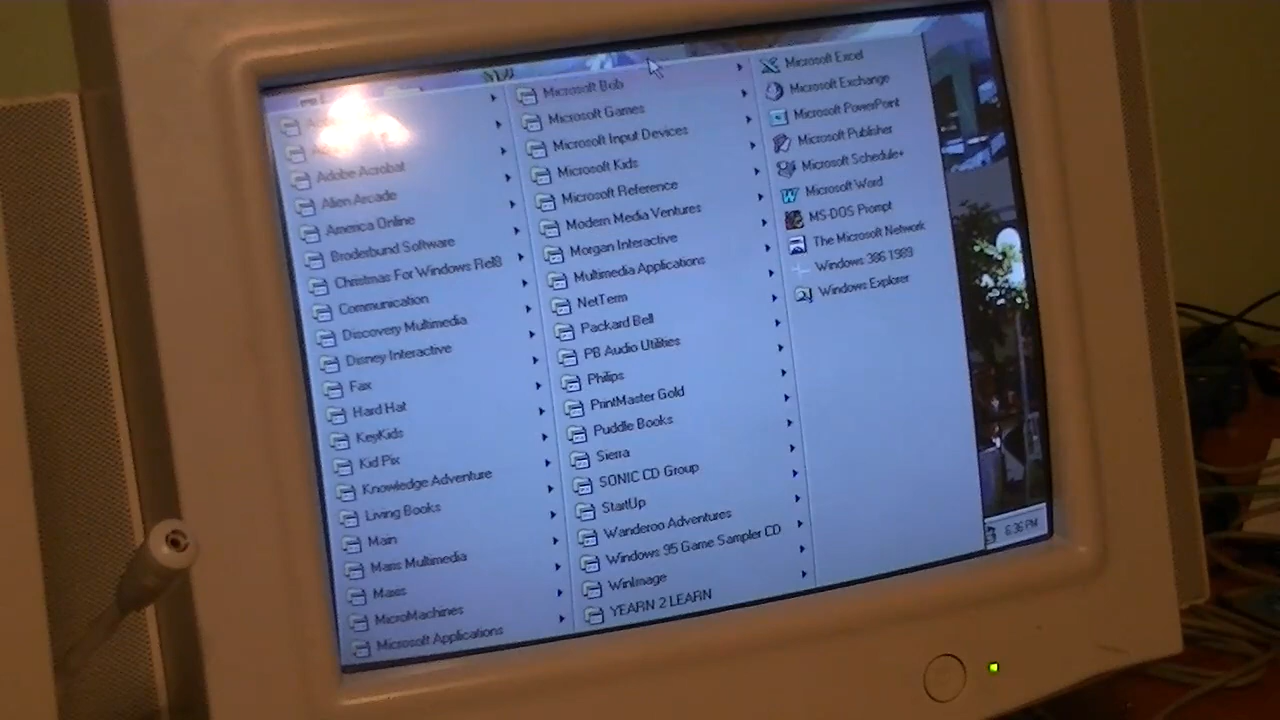 Adobe Acrobat
Alien Arcade
America Online
Broderbund Software
Christmas For Windows Rel8
Communication
Discovery Multimedia
Disney Interactive
Fax
Hard Hat
KeyKids
Kid Pix
Knowledge Adventure
Living Books
Main
Maris Multimedia
Maxis
MicroMachines
Microsoft Applications
Microsoft Bob
Microsoft Games
Microsoft Input Devices
Microsoft Kids
Microsoft Reference
Modern Media Ventures
Morgan Interactive
Multimedia Applications
NetTerm
Packard Bell
PB Audio Utilities
Philips
PrintMaster Gold
Puddle Books
Sierra
SONIC CD Group
StartUp
Wanderoo Adventures
Windows 95 Game Sampler CD
WinImage
YEARN 2 LEARN
Microsoft Excel
Microsoft Exchange
Microsoft PowerPoint
Microsoft Publisher
Microsoft Schedule+
Microsoft Word
MS-DOS Prompt
The Microsoft Network
Windows 386 1989
Windows Explorer
6:36 PM